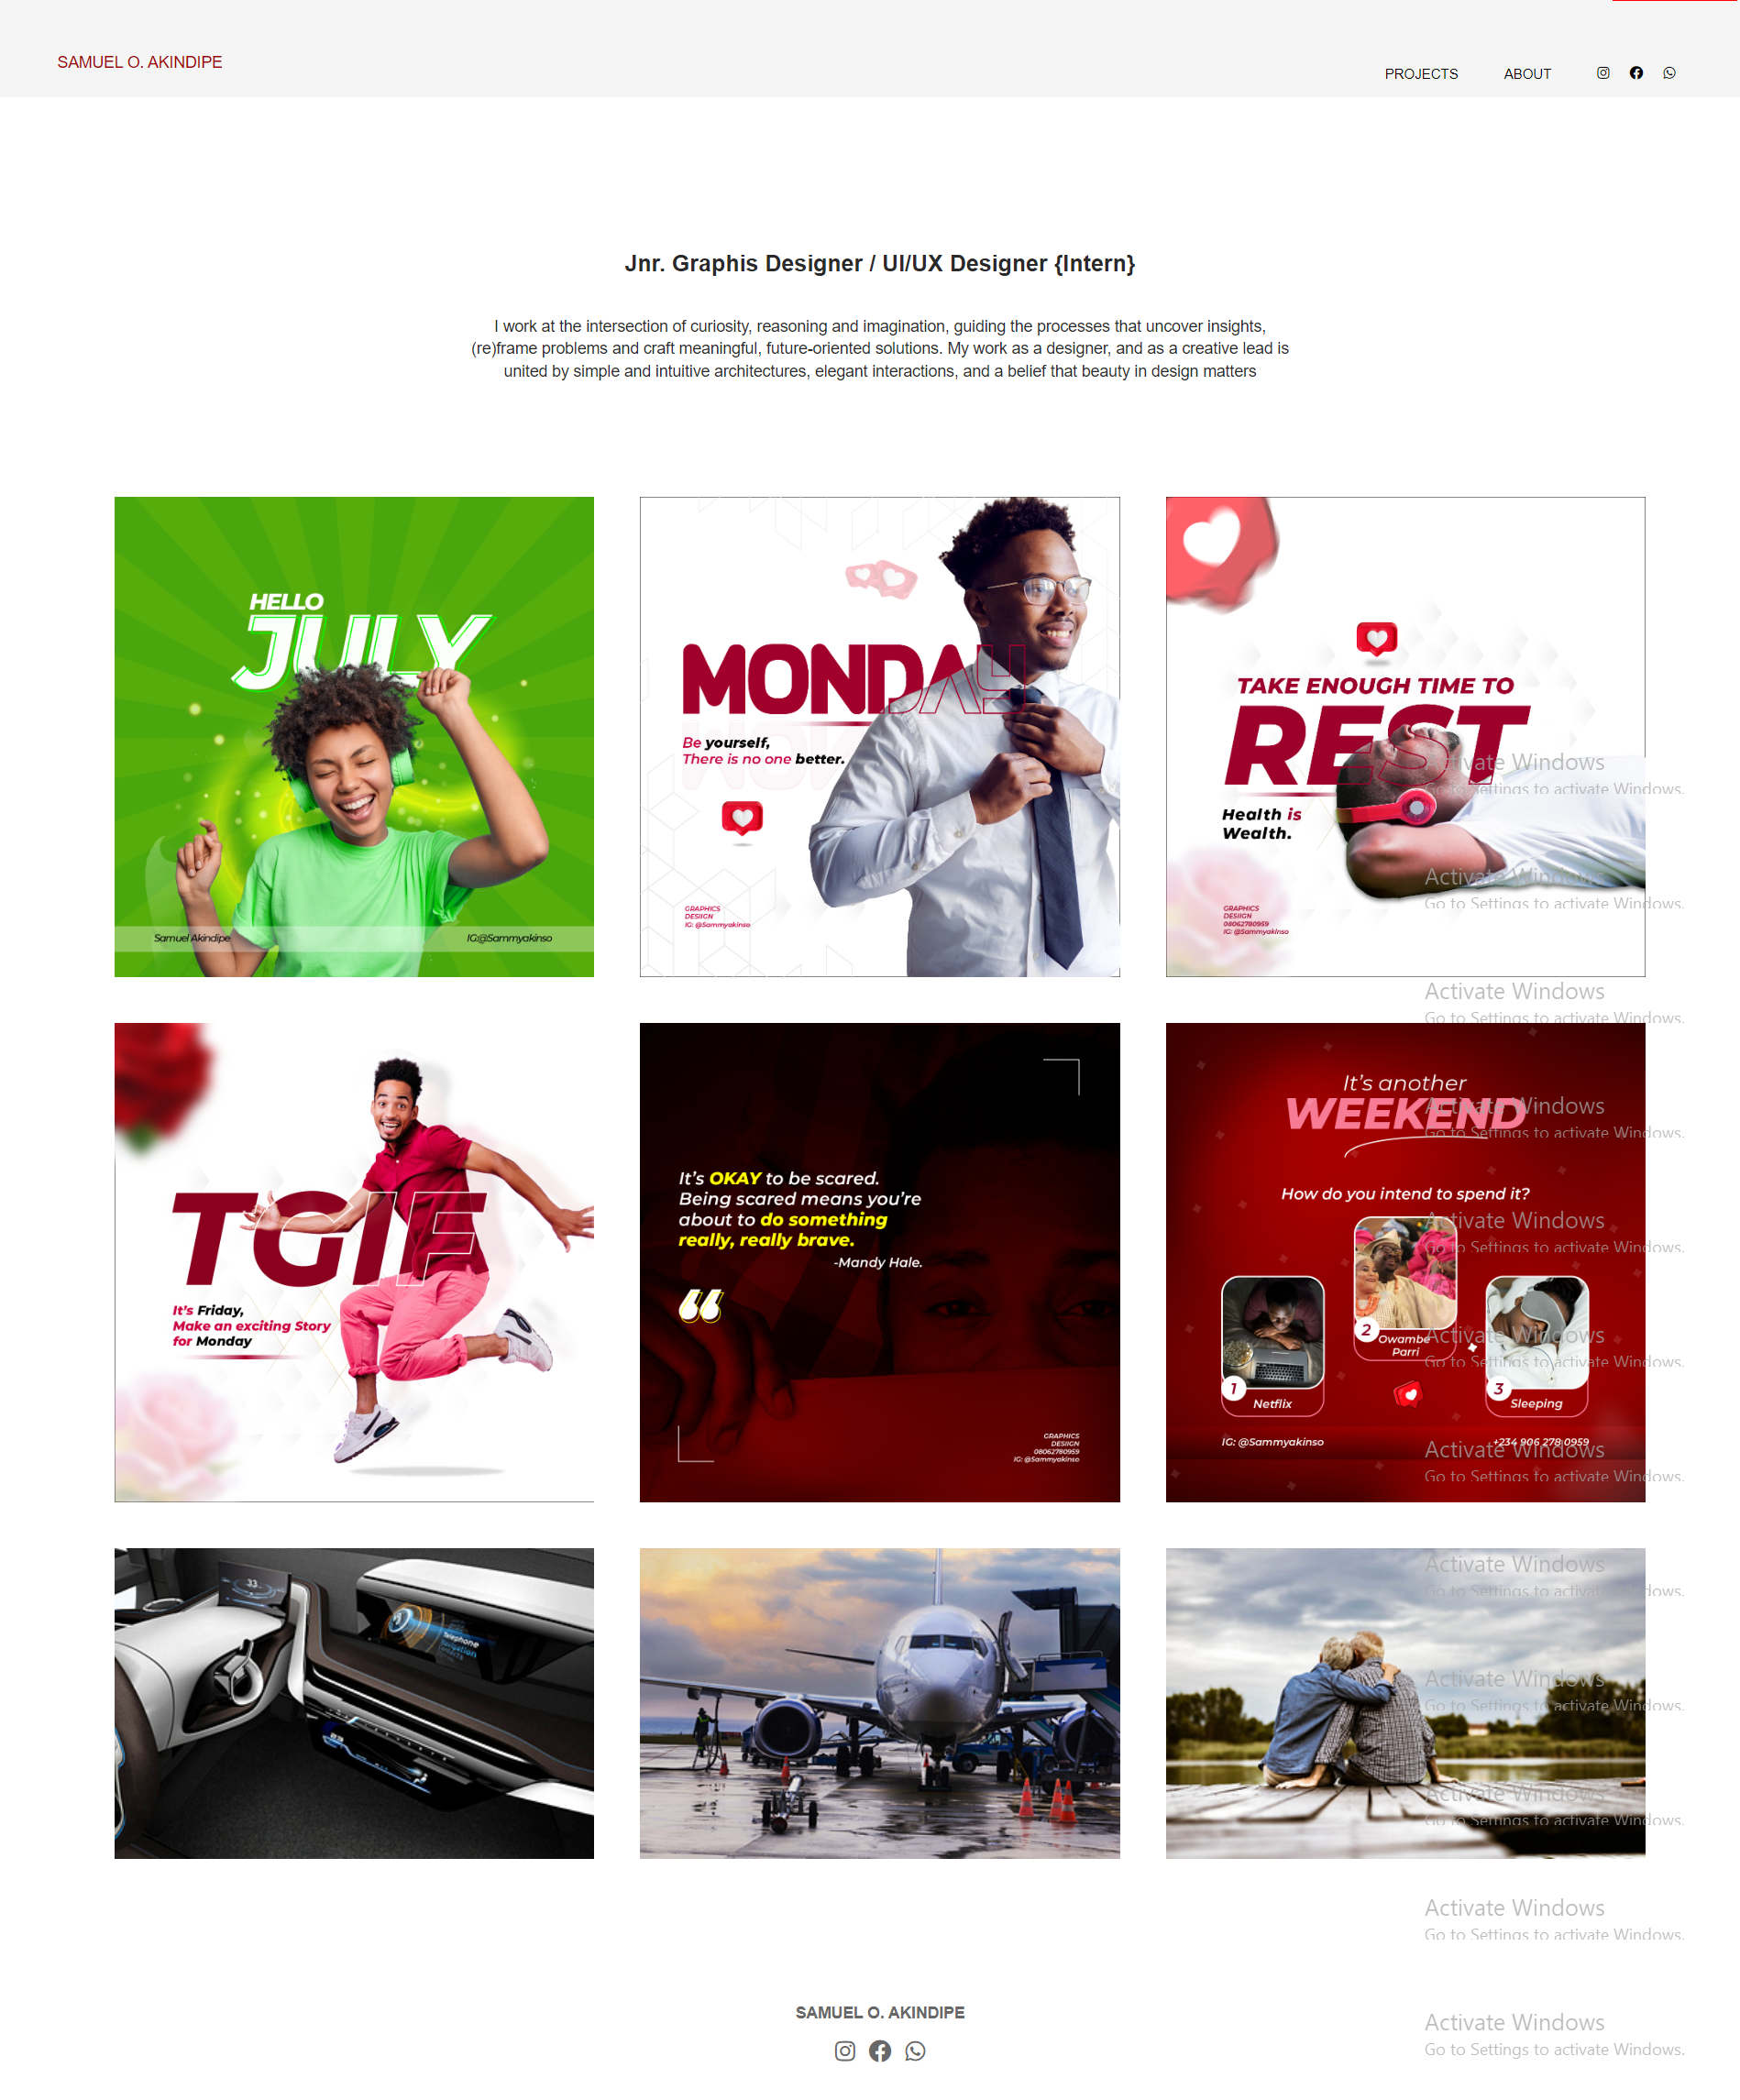 SAMUEL O. AKINDIPE
PROJECTS
ABOUT
Jnr. Graphis Designer / UI/UX Designer {Intern}
I work at the intersection of curiosity, reasoning and imagination, guiding the processes that uncover insights,
(re)frame problems and craft meaningful, future-oriented solutions. My work as a designer, and as a creative lead is
united by simple and intuitive architectures, elegant interactions, and a belief that beauty in design matters
HELLO
JULY
Samuel Akindipe
IG:@Sammyakinso
MONDAY
Be yourself,
There is no one better.
GRAPHICS
DESIIGN
IG: @Sammyakinso
TAKE ENOUGH TIME TO
REST
Health is
Wealth.
GRAPHICS
DESIIGN
08062780959
IG: @Sammyakinso
Activate Windows
Go to Settings to activate Windows.
Activate Windows
Go to Settings to activate Windows.
Activate Windows
Go to Settings to activate Windows.
TGIF
It's Friday,
Make an exciting Story
for Monday
It's OKAY to be scared.
Being scared means you're
about to do something
really, really brave.
-Mandy Hale.
GRAPHICS
DESIIGN
08062780959
IG: @Sammyakinso
It's another
WEEKEND
How do you intend to spend it?
1
Netflix
2
Owambe
Parri
3
Sleeping
IG: @Sammyakinso
+234 906 278 0959
Activate Windows
Go to Settings to activate Windows.
Activate Windows
Go to Settings to activate Windows.
Activate Windows
Go to Settings to activate Windows.
Activate Windows
Go to Settings to activate Windows.
33
Telephone
Navigation
Activate Windows
Go to Settings to activate Windows.
Activate Windows
Go to Settings to activate Windows.
Activate Windows
Go to Settings to activate Windows.
Activate Windows
Go to Settings to activate Windows.
SAMUEL O. AKINDIPE
Activate Windows
Go to Settings to activate Windows.